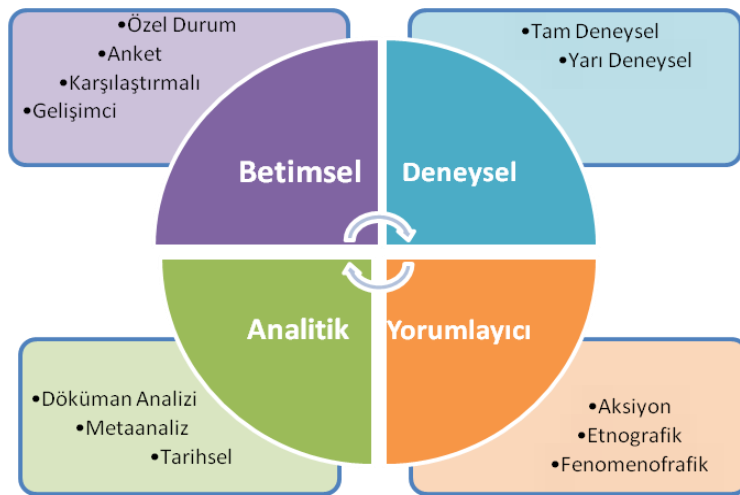 •Özel Durum
•Anket
•Karşılaştırmalı
•Gelişimci
•Tam Deneysel
•Yarı Deneysel
Betimsel
Deneysel
Analitik
Yorumlayıcı
•Döküman Analizi
•Metaanaliz
•Tarihsel
•Aksiyon
•Etnografik
•Fenomenofrafik